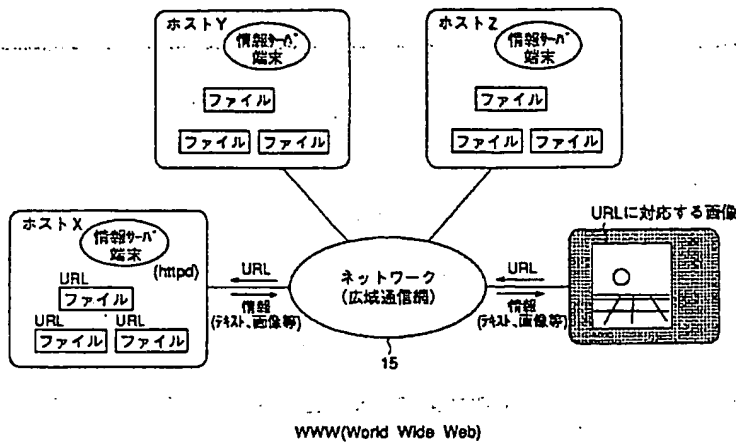 ホストY
情報サーバ
端末
ファイル
ファイル
ファイル
ホストZ
情報サーバ
端末
ファイル
ファイル
ファイル
ホストX
情報サーバ
端末
(httpd)
URL
ファイル
URL
URL
ファイル
ファイル
URL
情報
(テキスト、画像等)
ネットワーク
(広域通信網)
15
URL
情報
(テキスト、画像等)
URLに対応する画像
WWW(World Wide Web)